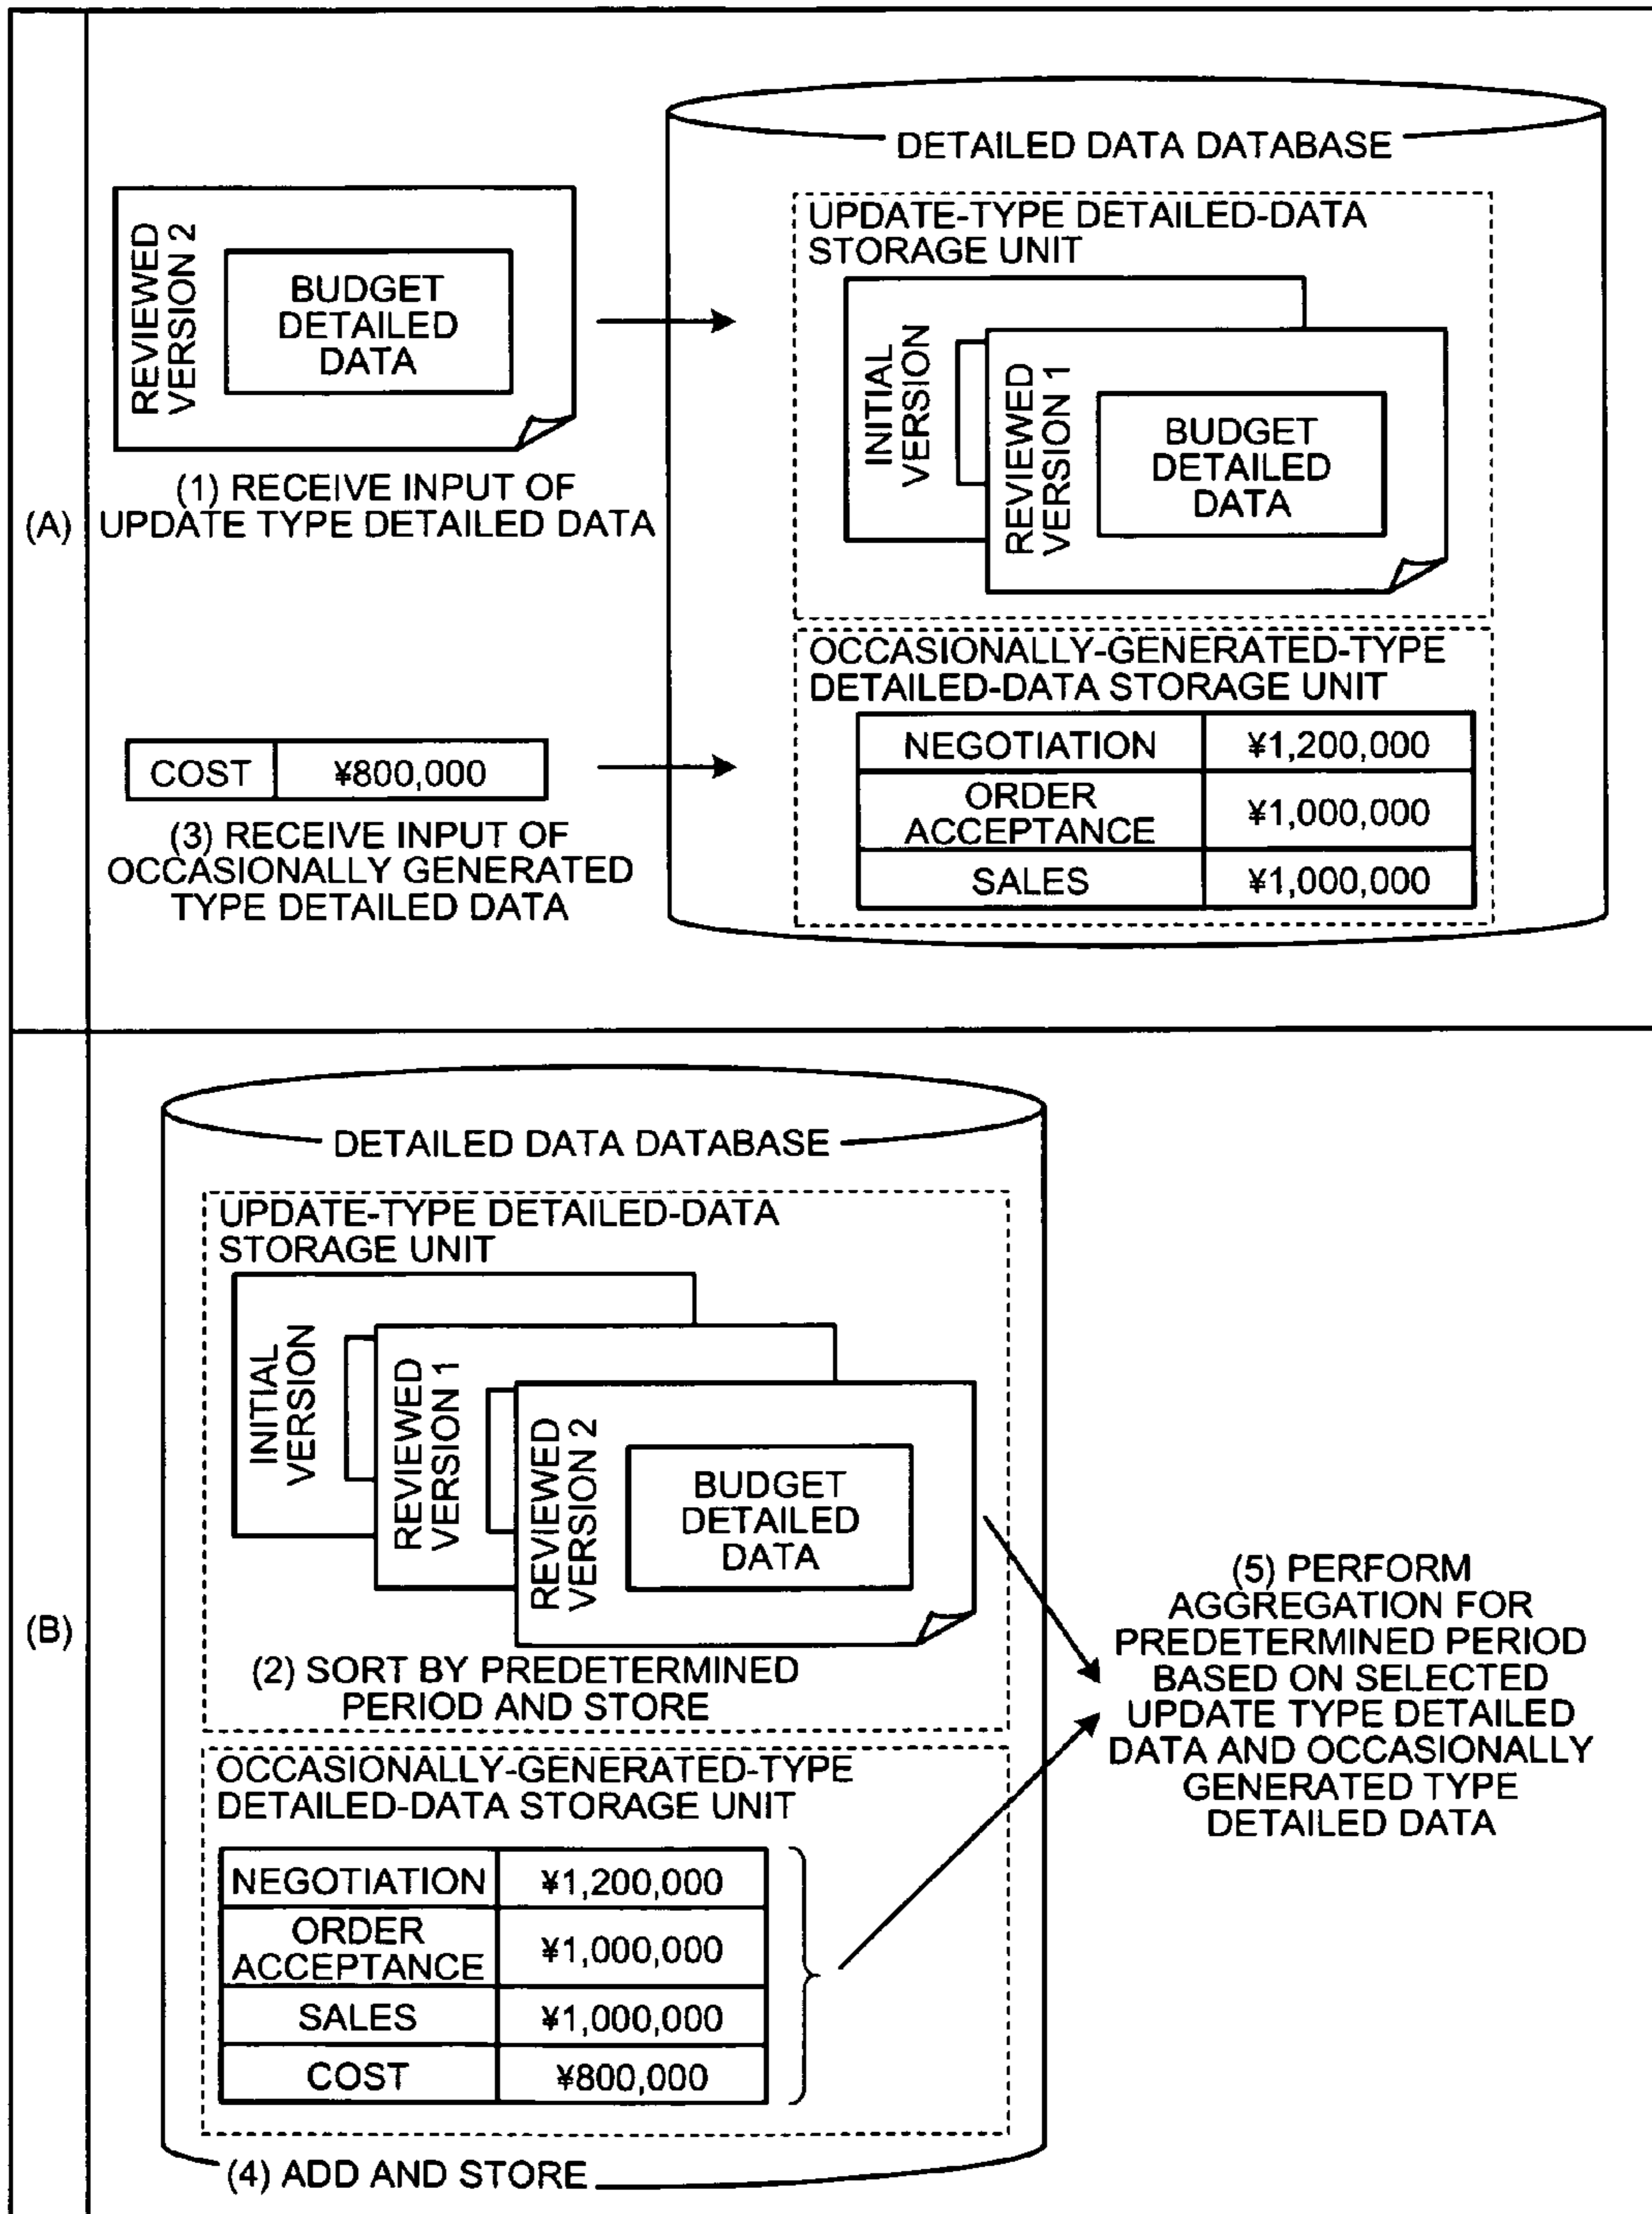 (A)
REVIEWED
VERSION 2
BUDGET
DETAILED
DATA
(1) RECEIVE INPUT OF
UPDATE TYPE DETAILED DATA
COST ¥800,000
(3) RECEIVE INPUT OF
OCCASIONALLY GENERATED
TYPE DETAILED DATA
DETAILED DATA DATABASE
UPDATE-TYPE DETAILED-DATA
STORAGE UNIT
INITIAL
VERSION
REVIEWED
VERSION 1
BUDGET
DETAILED
DATA
OCCASIONALLY-GENERATED-TYPE
DETAILED-DATA STORAGE UNIT
NEGOTIATION ¥1,200,000
ORDER
ACCEPTANCE ¥1,000,000
SALES ¥1,000,000
(B)
DETAILED DATA DATABASE
UPDATE-TYPE DETAILED-DATA
STORAGE UNIT
INITIAL
VERSION
REVIEWED
VERSION 1
REVIEWED
VERSION 2
BUDGET
DETAILED
DATA
(2) SORT BY PREDETERMINED
PERIOD AND STORE
OCCASIONALLY-GENERATED-TYPE
DETAILED-DATA STORAGE UNIT
NEGOTIATION ¥1,200,000
ORDER
ACCEPTANCE ¥1,000,000
SALES ¥1,000,000
COST ¥800,000
(4) ADD AND STORE
(5) PERFORM
AGGREGATION FOR
PREDETERMINED PERIOD
BASED ON SELECTED
UPDATE TYPE DETAILED
DATA AND OCCASIONALLY
GENERATED TYPE
DETAILED DATA